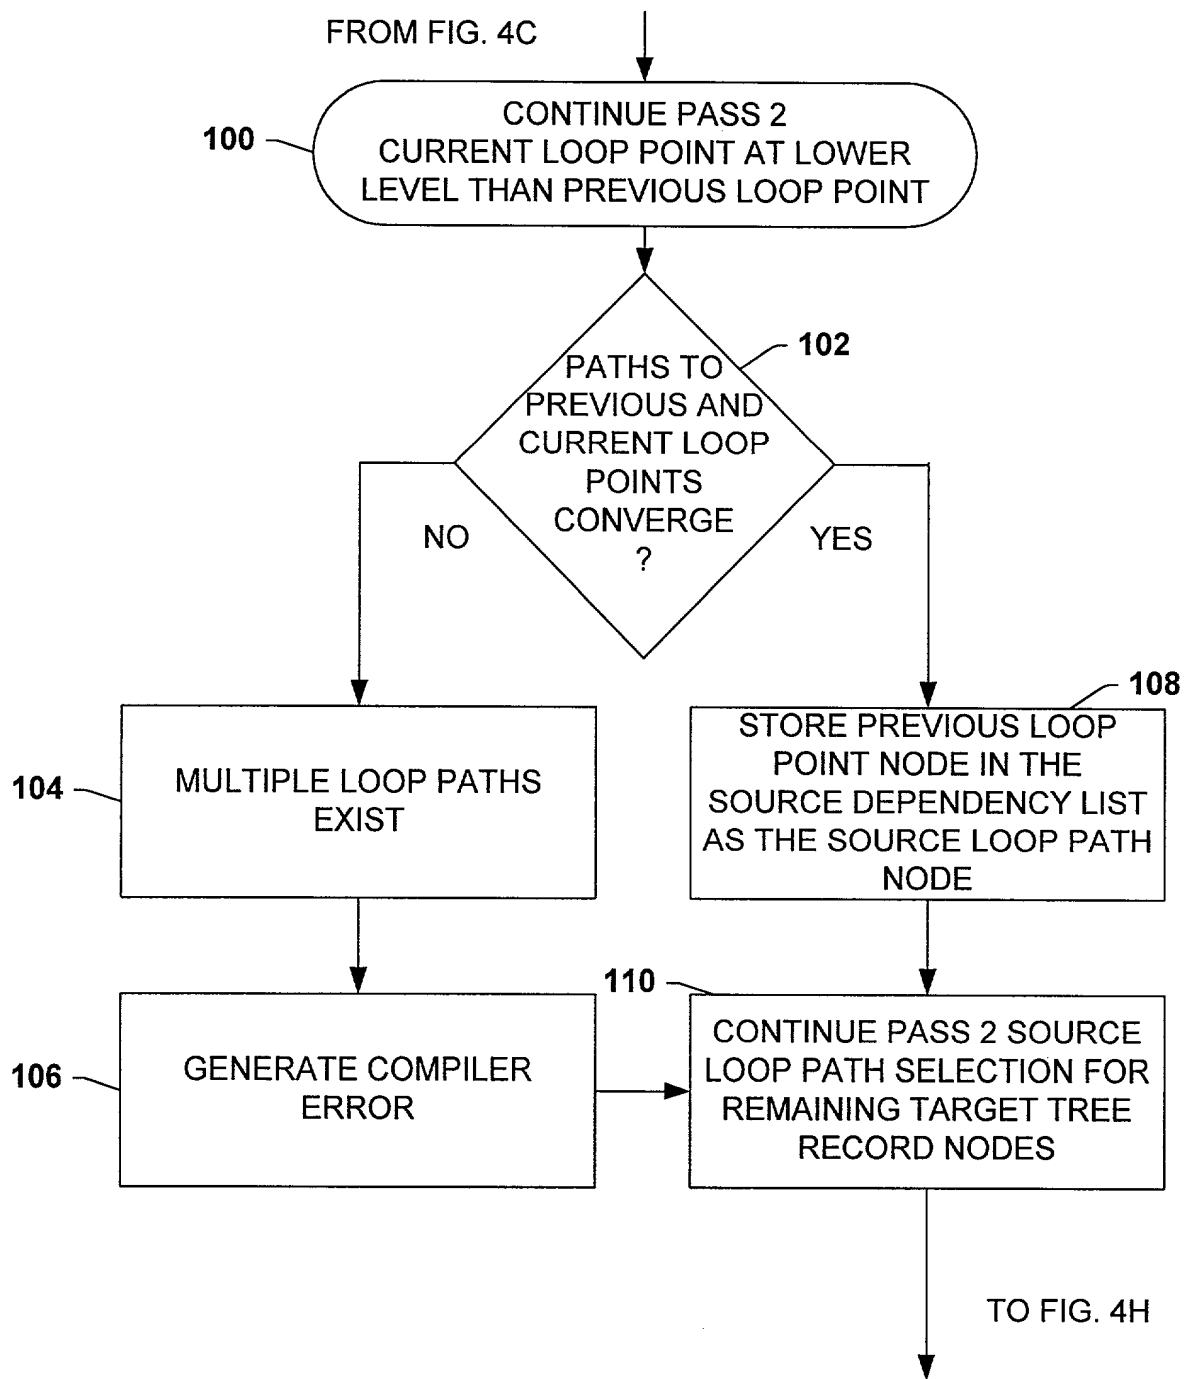 FROM FIG. 4C
100
CONTINUE PASS 2
CURRENT LOOP POINT AT LOWER
LEVEL THAN PREVIOUS LOOP POINT
102
PATHS TO
PREVIOUS AND
CURRENT LOOP
POINTS
CONVERGE
?
NO
YES
104
MULTIPLE LOOP PATHS
EXIST
108
STORE PREVIOUS LOOP
POINT NODE IN THE
SOURCE DEPENDENCY LIST
AS THE SOURCE LOOP PATH
NODE
106
GENERATE COMPILER
ERROR
110
CONTINUE PASS 2 SOURCE
LOOP PATH SELECTION FOR
REMAINING TARGET TREE
RECORD NODES
TO FIG. 4H